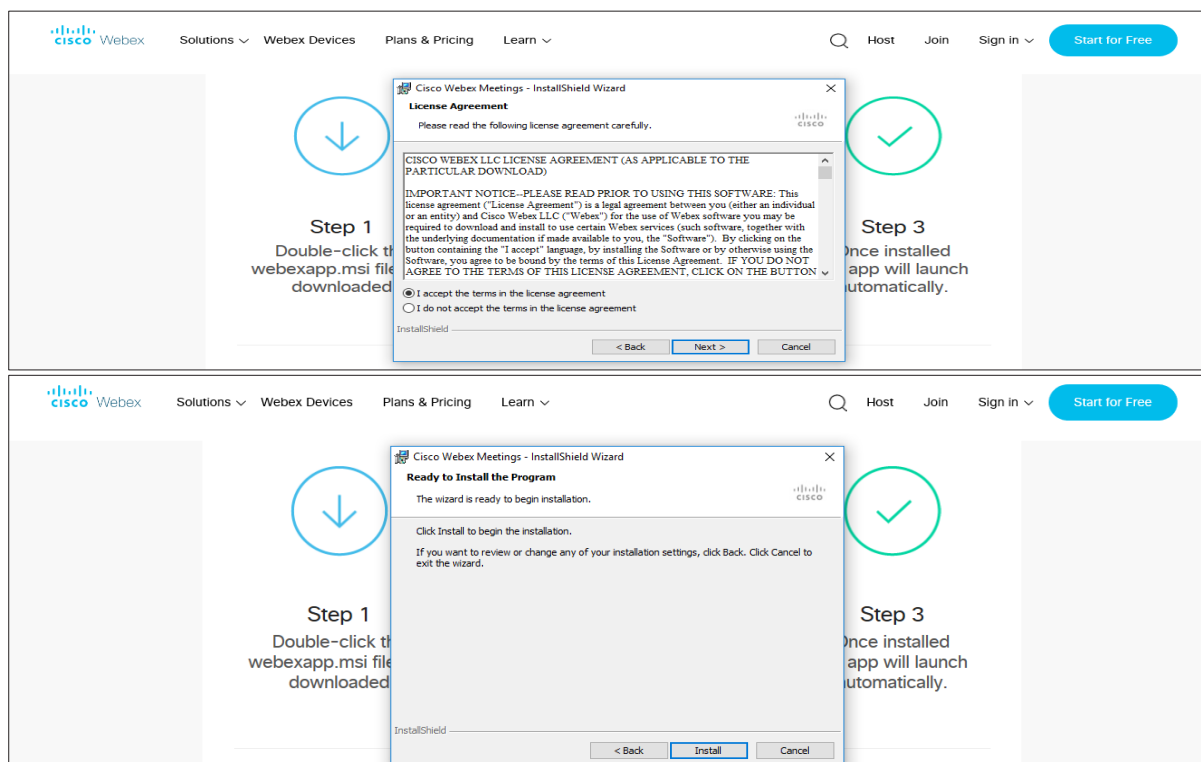 CISCO Webex Solutions Webex Devices Plans & Pricing Learn Host Join Sign in Start for Free
Cisco Webex Meetings - InstallShield Wizard
License Agreement
Please read the following license agreement carefully.
CISCO
CISCO WEBEX LLC LICENSE AGREEMENT (AS APPLICABLE TO THE
PARTICULAR DOWNLOAD)
IMPORTANT NOTICE--PLEASE READ PRIOR TO USING THIS SOFTWARE: This
license agreement ("License Agreement") is a legal agreement between you (either an individual
or an entity) and Cisco Webex LLC ("Webex") for the use of Webex software you may be
required to download and install to use certain Webex services (such software, together with
the underlying documentation if made available to you, the "Software"). By clicking on the
button containing the "I accept" language, by installing the Software or by otherwise using the
Software, you agree to be bound by the terms of this License Agreement. IF YOU DO NOT
AGREE TO THE TERMS OF THIS LICENSE AGREEMENT, CLICK ON THE BUTTON
I accept the terms in the license agreement
I do not accept the terms in the license agreement
InstallShield
< Back Next > Cancel
Step 1
Double-click
webexapp.msi file
downloaded
Step 3
Once installed
app will launch
automatically.
CISCO Webex Solutions Webex Devices Plans & Pricing Learn Host Join Sign in Start for Free
Cisco Webex Meetings - InstallShield Wizard
Ready to Install the Program
The wizard is ready to begin installation.
CISCO
Click Install to begin the installation.
If you want to review or change any of your installation settings, click Back. Click Cancel to
exit the wizard.
InstallShield
< Back Install Cancel
Step 1
Double-click
webexapp.msi file
downloaded
Step 3
Once installed
app will launch
automatically.